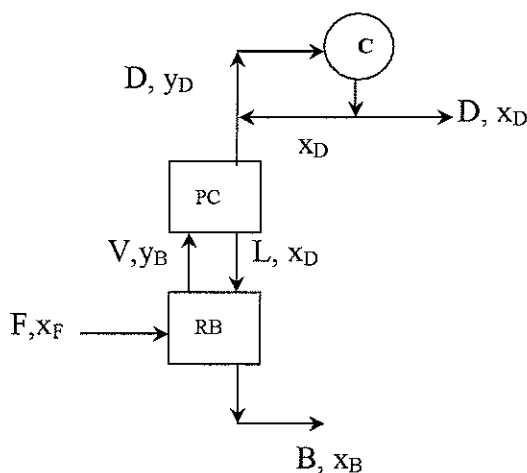 C
D, y_D
D, x_D
x_D
PC
V,y_B
L, x_D
F,x_F
RB
B, x_B